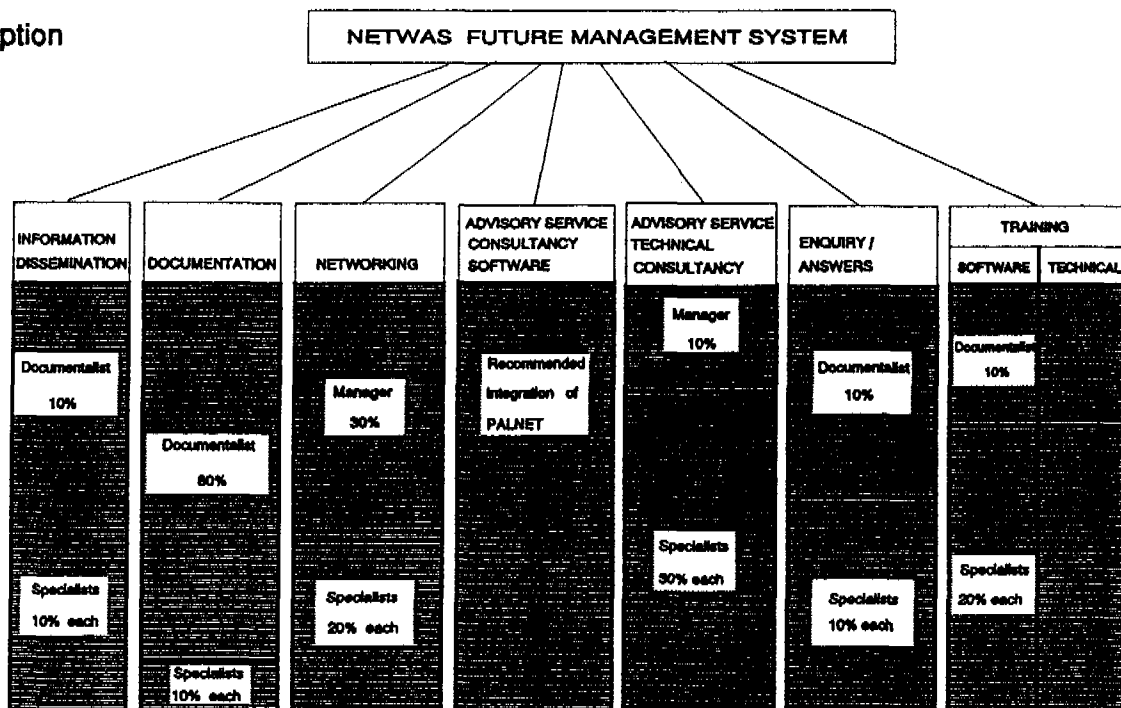 ption
NETWAS FUTURE MANAGEMENT SYSTEM
INFORMATION
DISSEMINATION
Documentalist
10%
Specialists
10% each
DOCUMENTATION
Documentalist
80%
Specialists
10% each
NETWORKING
Manager
30%
Specialists
20% each
ADVISORY SERVICE
CONSULTANCY
SOFTWARE
Recommended
Integration of
PALNET
ADVISORY SERVICE
TECHNICAL
CONSULTANCY
Manager
10%
Specialists
30% each
ENQUIRY /
ANSWERS
Documentalist
10%
Specialists
10% each
TRAINING
SOFTWARE TECHNICAL
Documentalist
10%
Specialists
20% each